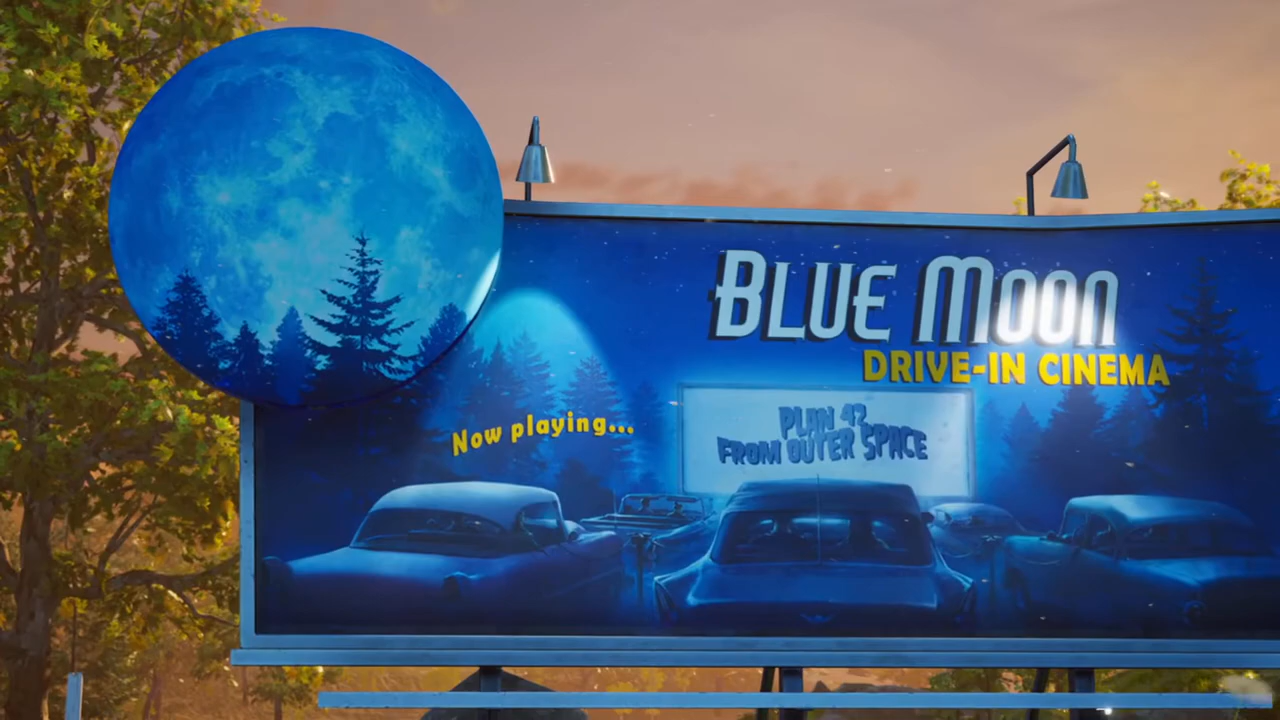 BLUE MOON
DRIVE-IN CINEMA
Now playing...
PLAN 42
FROM OUTER SPACE